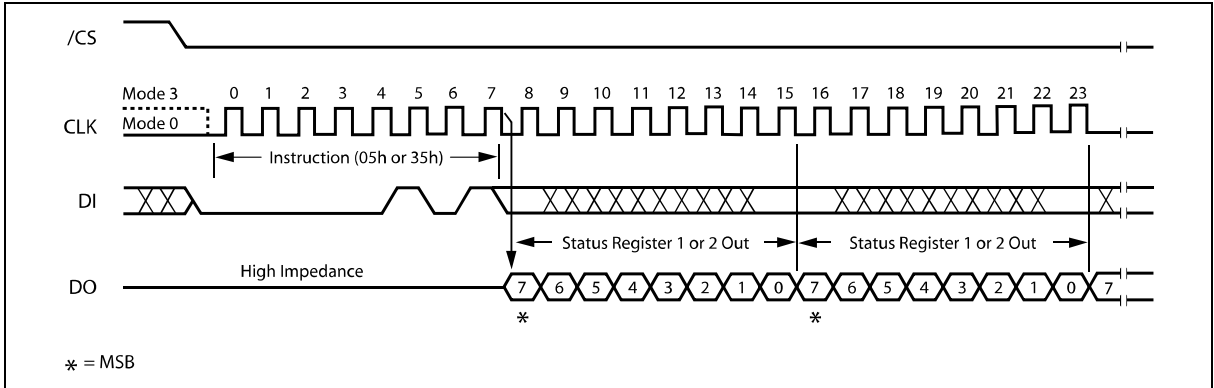 /CS
Mode 3
0 1 2 3 4 5 6 7 8 9 10 11 12 13 14 15 16 17 18 19 20 21 22 23
CLK
Mode 0
Instruction (05h or 35h)
DI
Status Register 1 or 2 Out Status Register 1 or 2 Out
High Impedance
DO
7 6 5 4 3 2 1 0 7 6 5 4 3 2 1 0 7
* *
* = MSB